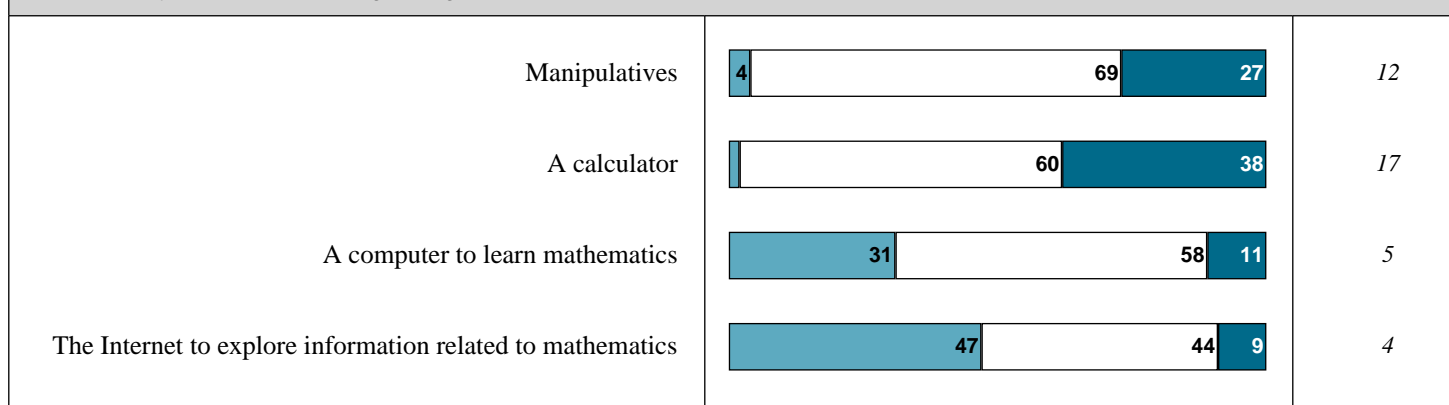 Manipulatives 4 69 27 12
A calculator 60 38 17
A computer to learn mathematics 31 58 11 5
The Internet to explore information related to mathematics 47 44 9 4